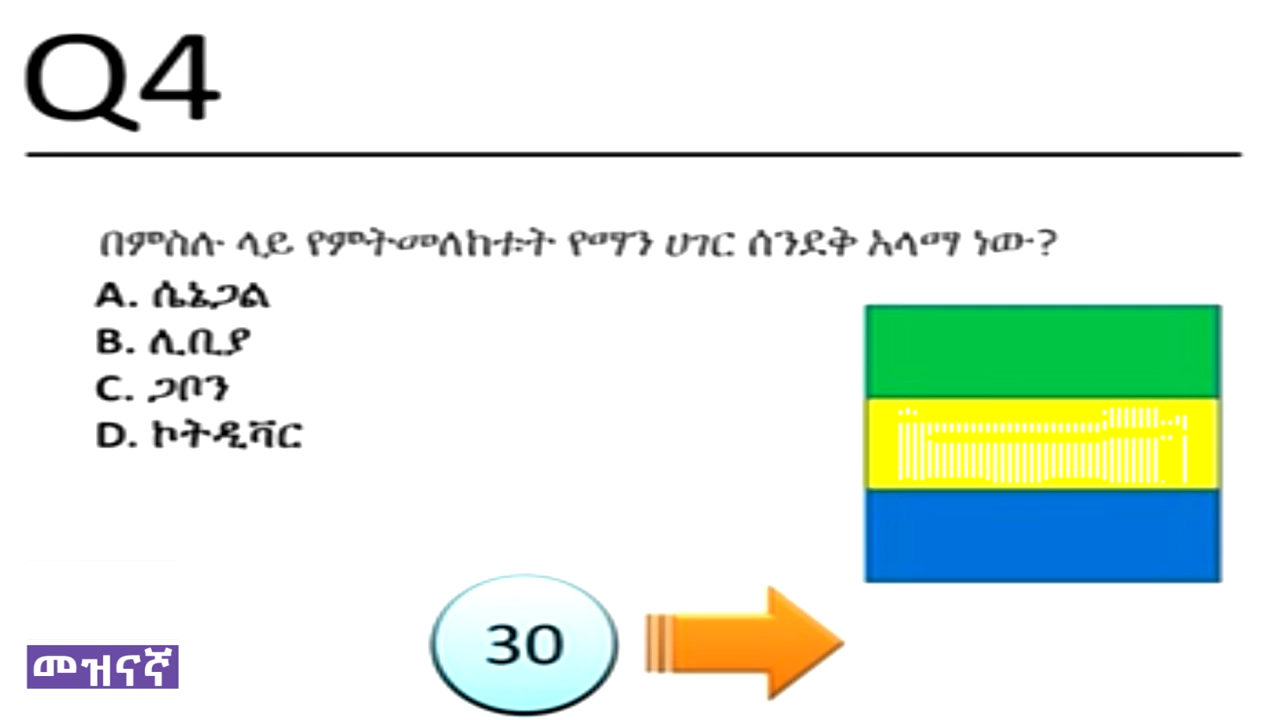 Q4
በምስሉ ላይ የምትመለከቱት የማን ሀገር ሰንደቅ አላማ ነው?
A. ሴኔጋል
B. ሊቢያ
C. ጋቦን
D. ኮትዲቫር
30
መዝናኛ